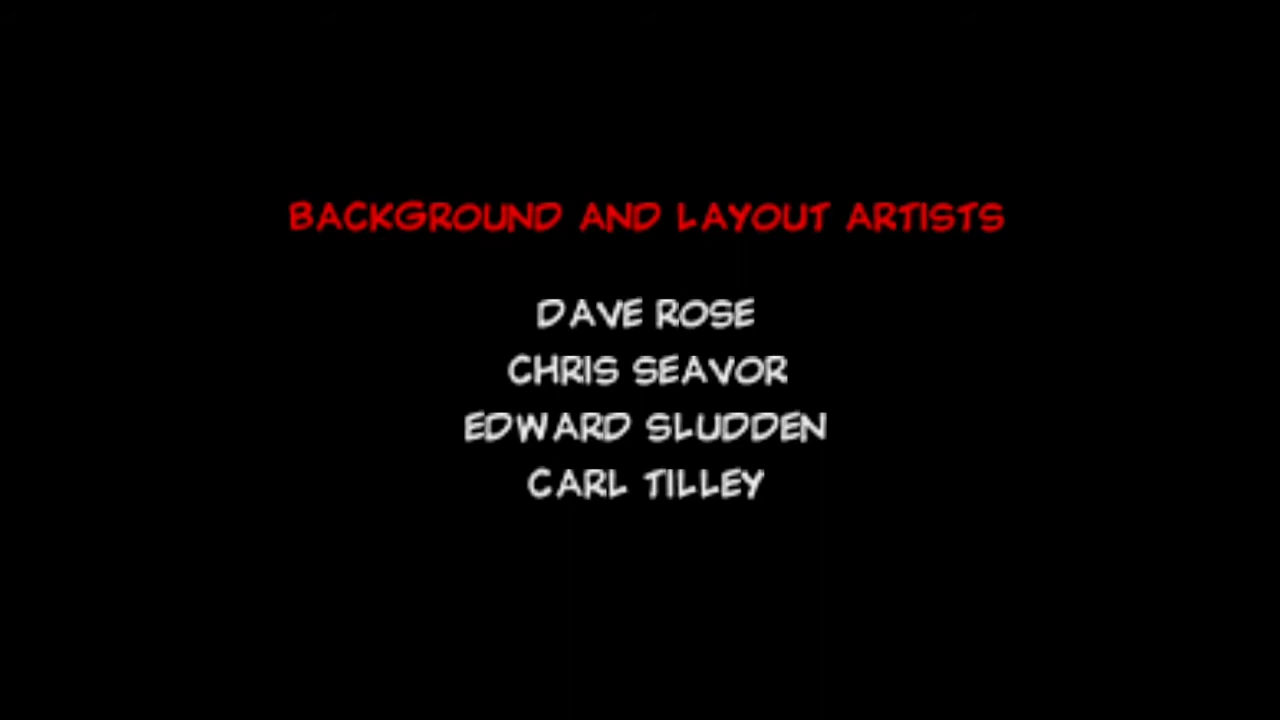 BACKGROUND AND LAYOUT ARTISTS
DAVE ROSE
CHRIS SEAVOR
EDWARD SLUDDEN
CARL TILLEY